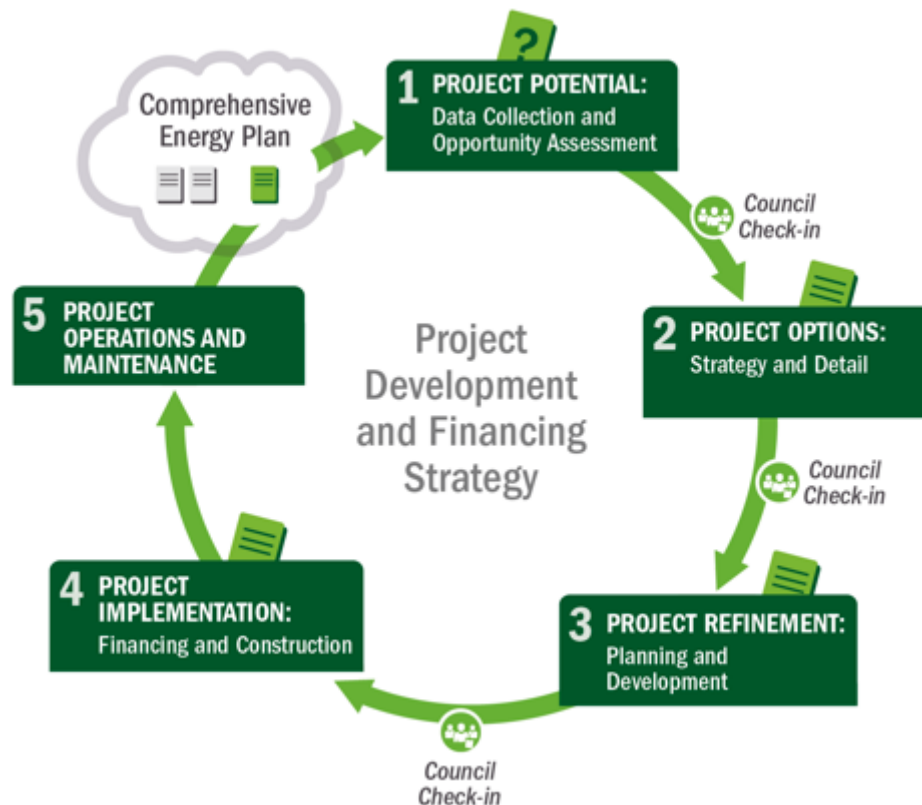 Comprehensive
Energy Plan
?
1 PROJECT POTENTIAL:
Data Collection and
Opportunity Assessment
Council
Check-in
2 PROJECT OPTIONS:
Strategy and Detail
Council
Check-in
3 PROJECT REFINEMENT:
Planning and
Development
Council
Check-in
4 PROJECT
IMPLEMENTATION:
Financing and Construction
5 PROJECT
OPERATIONS AND
MAINTENANCE
Project
Development
and Financing
Strategy